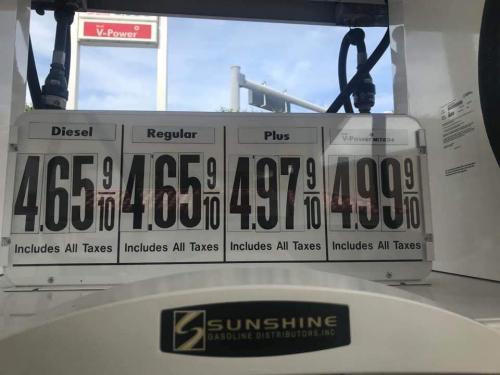 V-Power
Diesel Regular Plus V-Power
4.65 9/10 4.65 9/10 4.97 9/10 4.99 9/10
Includes All Taxes Includes All Taxes Includes All Taxes Includes All Taxes
SUNSHINE
GASOLINE DISTRIBUTORS, INC